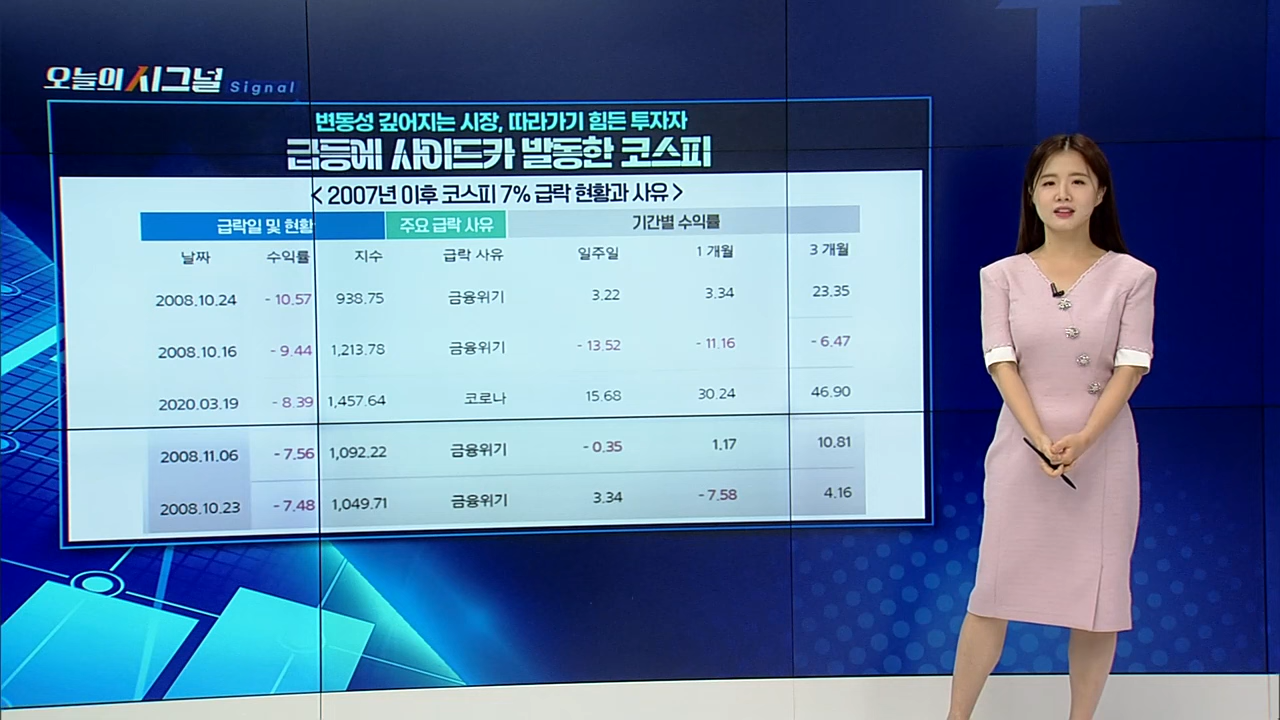 오늘의 시그널 Signal
변동성 깊어지는 시장, 따라가기 힘든 투자자
급등에 사이드카 발동한 코스피
< 2007년 이후 코스피 7% 급락 현황과 사유 >
급락일 및 현황 주요 급락 사유 기간별 수익률
날짜 수익률 지수 급락 사유 일주일 1 개월 3 개월
2008.10.24 - 10.57 938.75 금융위기 3.22 3.34 23.35
2008.10.16 - 9.44 1,213.78 금융위기 - 13.52 - 11.16 - 6.47
2020.03.19 - 8.39 1,457.64 코로나 15.68 30.24 46.90
2008.11.06 - 7.56 1,092.22 금융위기 - 0.35 1.17 10.81
2008.10.23 - 7.48 1,049.71 금융위기 3.34 - 7.58 4.16